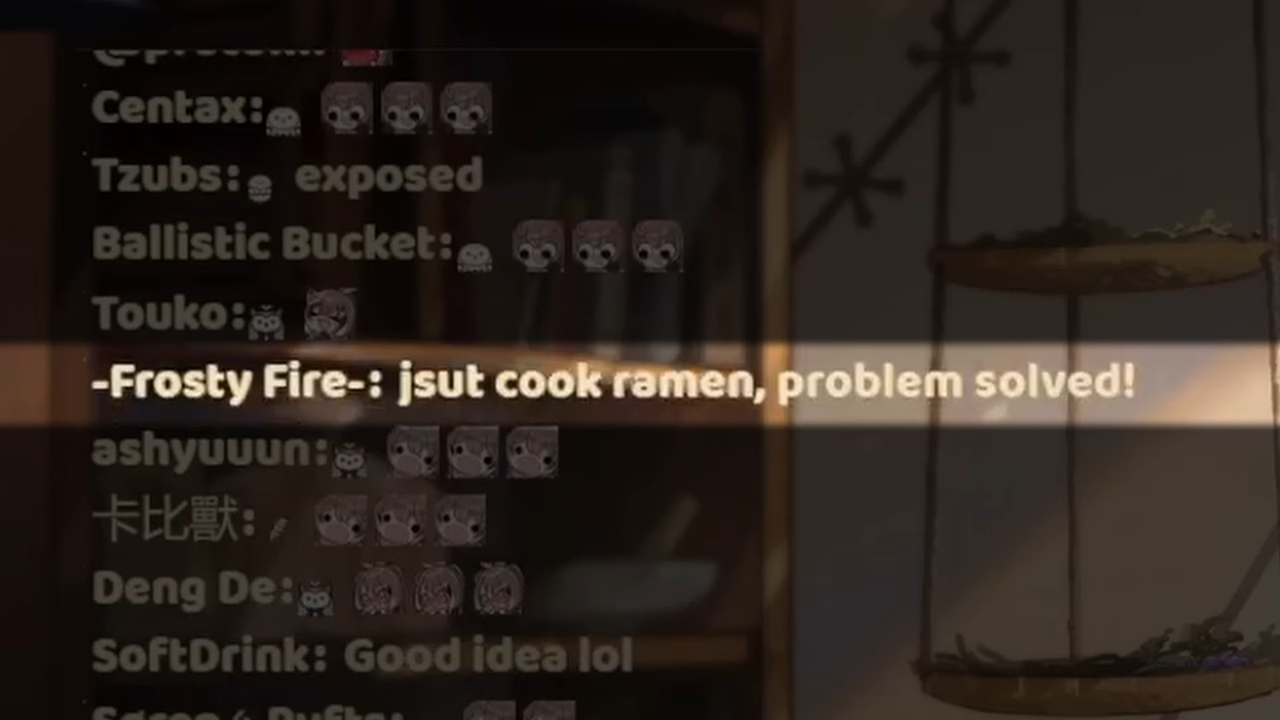 Centax:
Tzubs: exposed
Ballistic Bucket:
Touko:
-Frosty Fire-: jsut cook ramen, problem solved!
ashyuuun:
卡比獸:
Deng De:
SoftDrink: Good idea lol